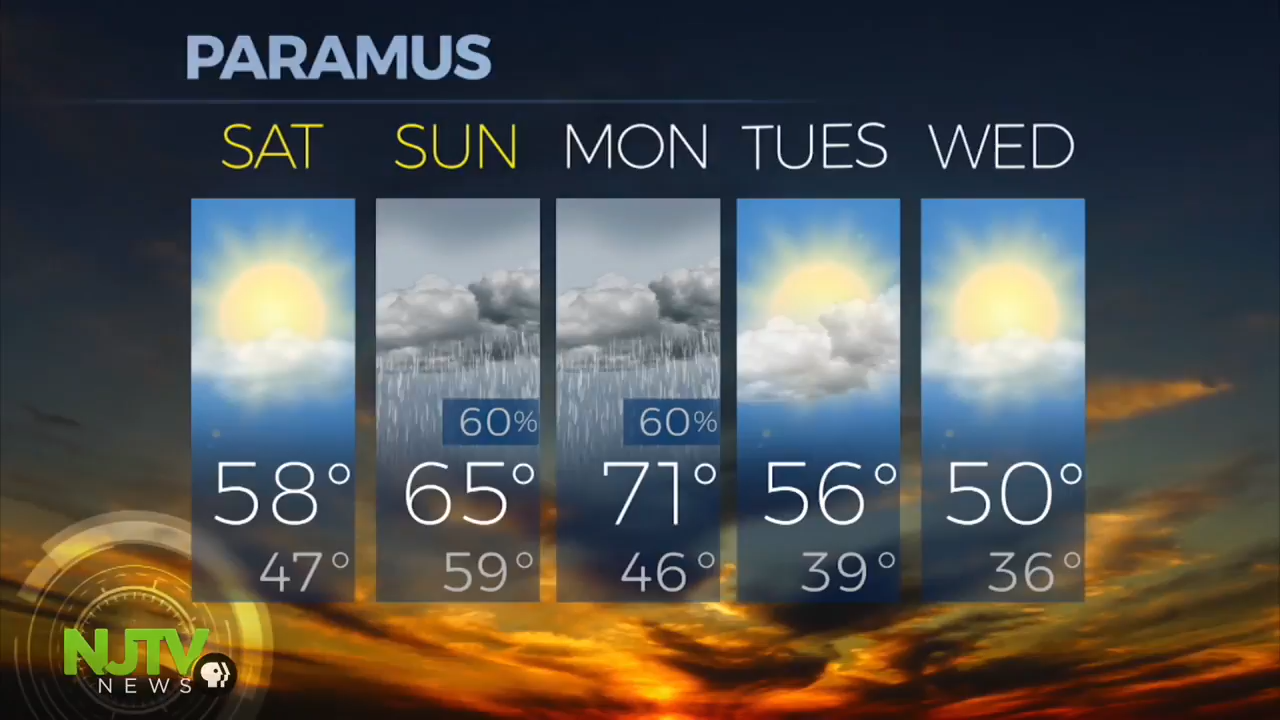 PARAMUS
SAT SUN MON TUES WED
60% 60%
58° 65° 71° 56° 50°
47° 59° 46° 39° 36°
NJTV
NEWS